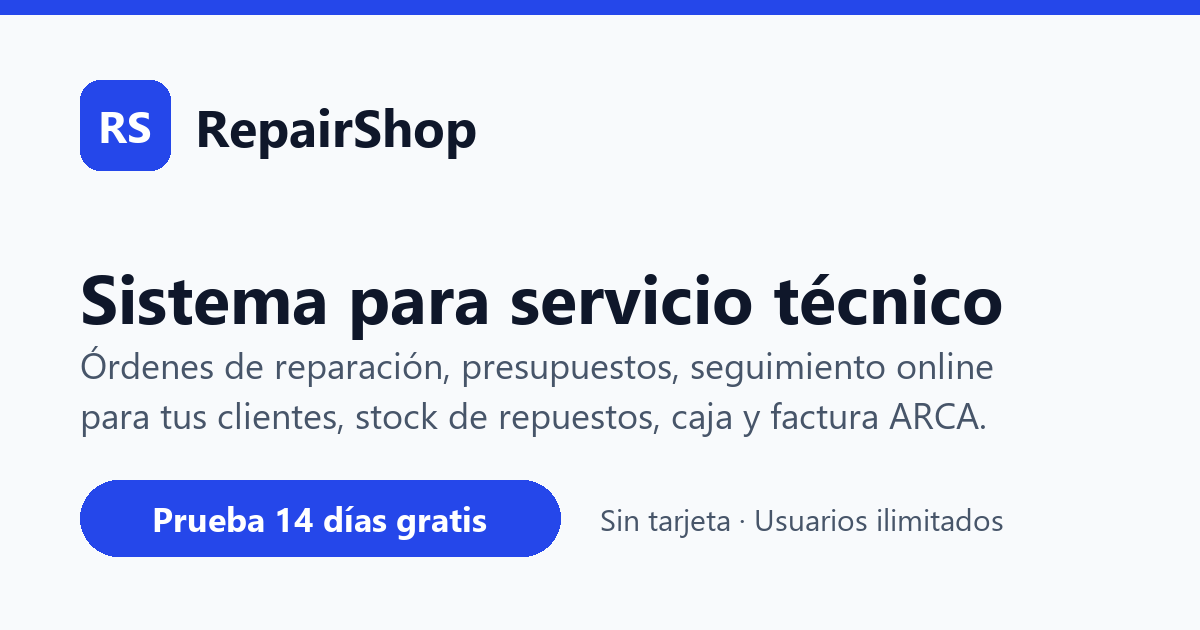 RS RepairShop
Sistema para servicio técnico
Órdenes de reparación, presupuestos, seguimiento online
para tus clientes, stock de repuestos, caja y factura ARCA.
Prueba 14 días gratis
Sin tarjeta · Usuarios ilimitados